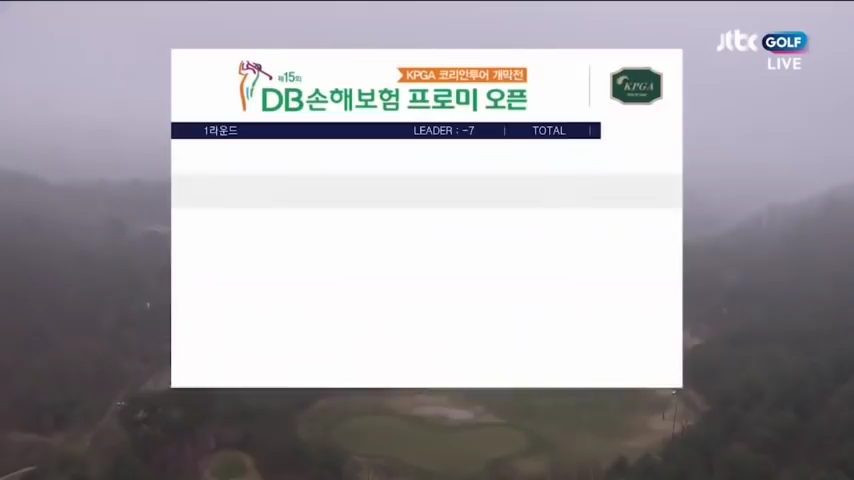 jtbc GOLF
LIVE
KPGA 코리안투어 개막전
제15회
DB손해보험 프로미 오픈
KPGA
1라운드 LEADER : -7 TOTAL